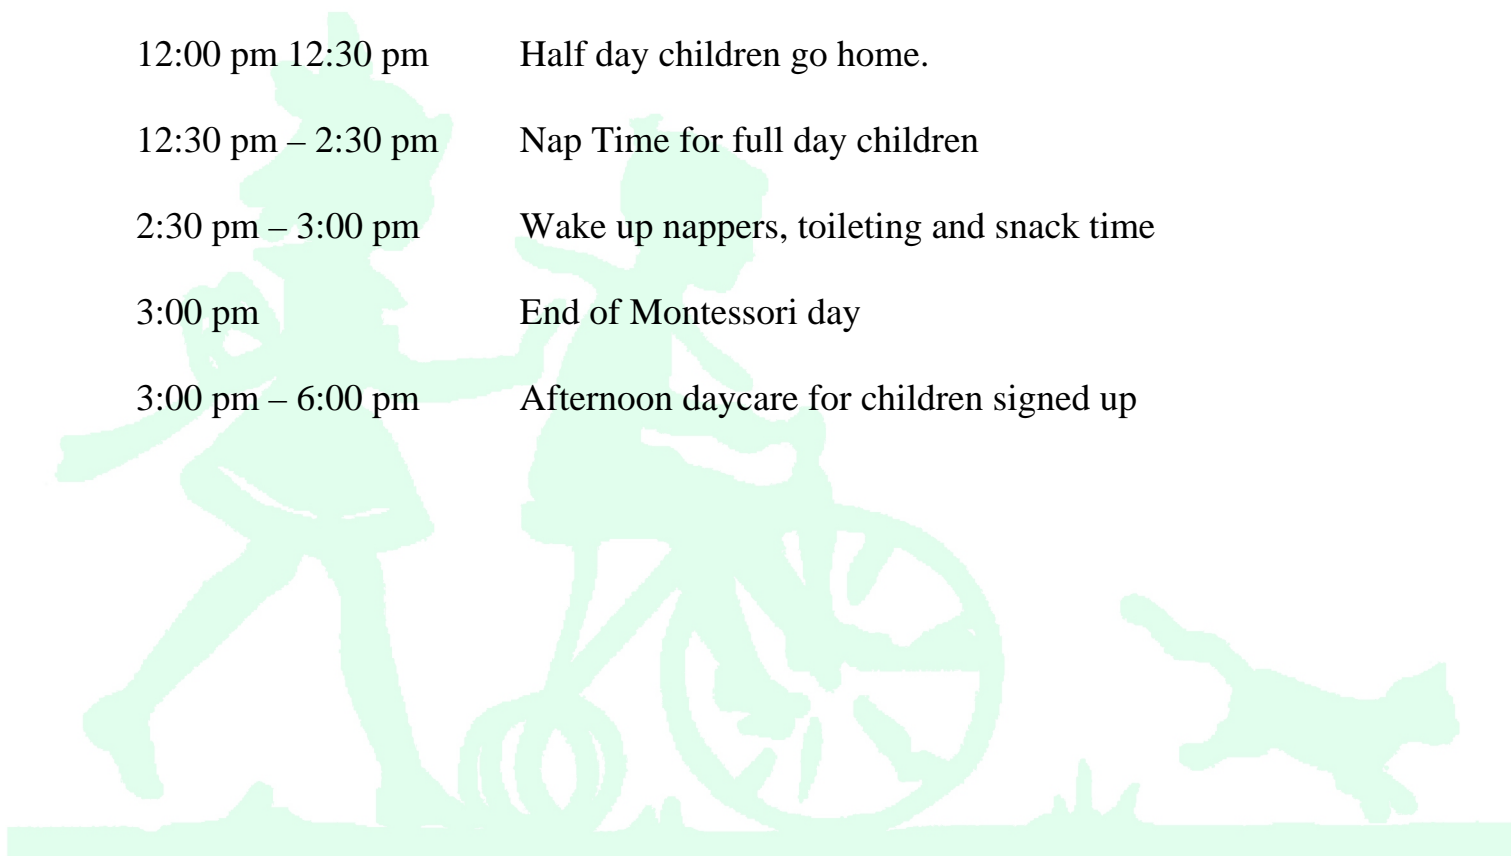 12:00 pm 12:30 pm Half day children go home.
12:30 pm – 2:30 pm Nap Time for full day children
2:30 pm – 3:00 pm Wake up nappers, toileting and snack time
3:00 pm End of Montessori day
3:00 pm – 6:00 pm Afternoon daycare for children signed up